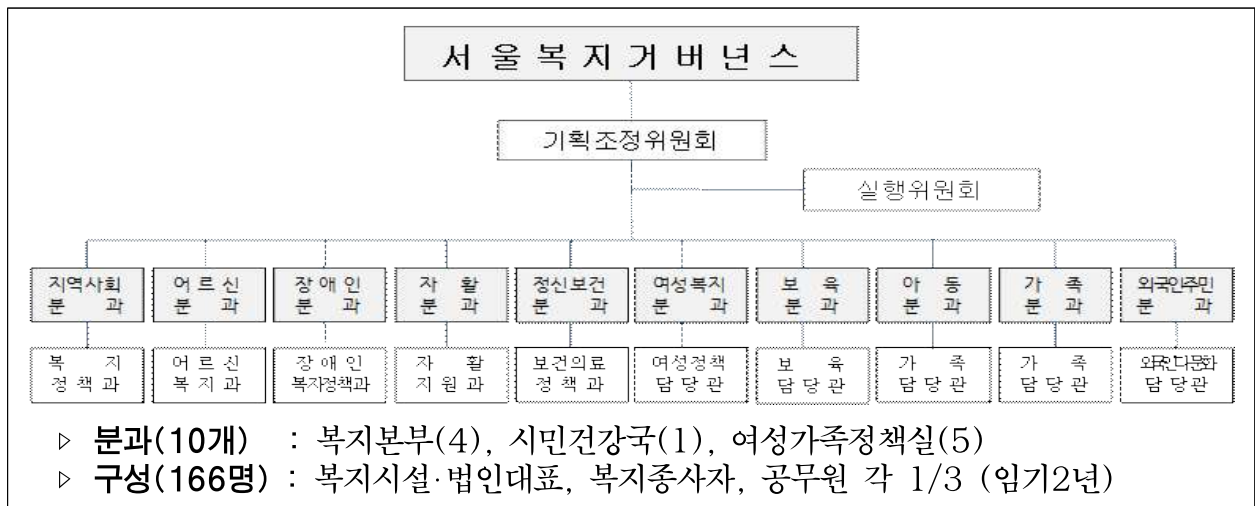 서울복지거버넌스
기획조정위원회
실행위원회
지역사회 어르신 장애인 자활 정신보건 여성복지 보육 아동 가족 외국인주민
분과 분과 분과 분과 분과 분과 분과 분과 분과 분과
복지 어르신 장애인 자활 보건의료 여성정책 보육 가족 가족 외국인다문화
정책과 복지과 복지정책과 지원과 정책과 담당관 담당관 담당관 담당관 담당관
▷ 분과(10개) : 복지본부(4), 시민건강국(1), 여성가족정책실(5)
▷ 구성(166명) : 복지시설·법인대표, 복지종사자, 공무원 각 1/3 (임기2년)